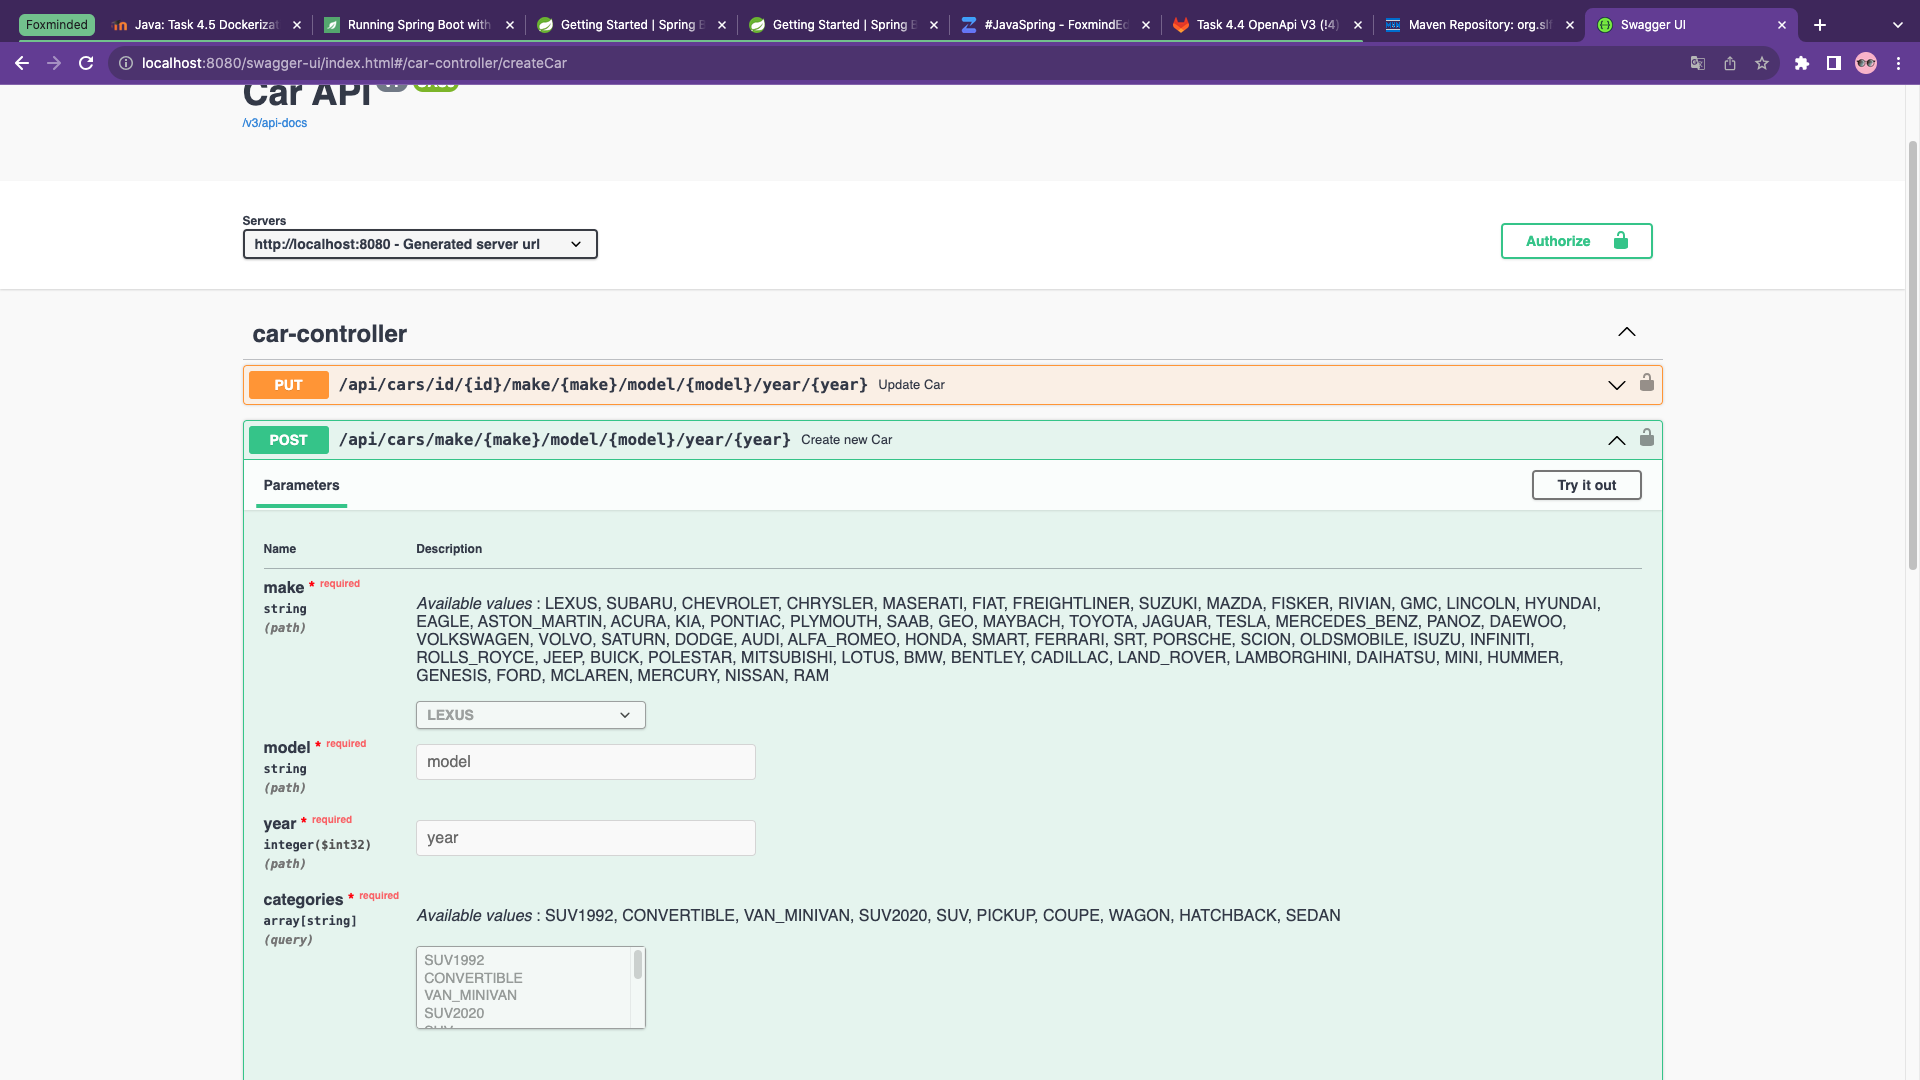 Foxminded
Java: Task 4.5 Dockerizat
Running Spring Boot with
Getting Started | Spring B
Getting Started | Spring B
#JavaSpring - FoxmindEd
Task 4.4 OpenApi V3 (!4)
Maven Repository: org.slf
Swagger UI
localhost:8080/swagger-ui/index.html#/car-controller/createCar
Car API
/v3/api-docs
Servers
http://localhost:8080 - Generated server url
Authorize
car-controller
PUT /api/cars/id/{id}/make/{make}/model/{model}/year/{year} Update Car
POST /api/cars/make/{make}/model/{model}/year/{year} Create new Car
Parameters
Try it out
Name Description
make * required
string
(path)
Available values : LEXUS, SUBARU, CHEVROLET, CHRYSLER, MASERATI, FIAT, FREIGHTLINER, SUZUKI, MAZDA, FISKER, RIVIAN, GMC, LINCOLN, HYUNDAI,
EAGLE, ASTON_MARTIN, ACURA, KIA, PONTIAC, PLYMOUTH, SAAB, GEO, MAYBACH, TOYOTA, JAGUAR, TESLA, MERCEDES_BENZ, PANOZ, DAEWOO,
VOLKSWAGEN, VOLVO, SATURN, DODGE, AUDI, ALFA_ROMEO, HONDA, SMART, FERRARI, SRT, PORSCHE, SCION, OLDSMOBILE, ISUZU, INFINITI,
ROLLS_ROYCE, JEEP, BUICK, POLESTAR, MITSUBISHI, LOTUS, BMW, BENTLEY, CADILLAC, LAND_ROVER, LAMBORGHINI, DAIHATSU, MINI, HUMMER,
GENESIS, FORD, MCLAREN, MERCURY, NISSAN, RAM
LEXUS
model * required
string
(path)
model
year * required
integer($int32)
(path)
year
categories * required
array[string]
(query)
Available values : SUV1992, CONVERTIBLE, VAN_MINIVAN, SUV2020, SUV, PICKUP, COUPE, WAGON, HATCHBACK, SEDAN
SUV1992
CONVERTIBLE
VAN_MINIVAN
SUV2020